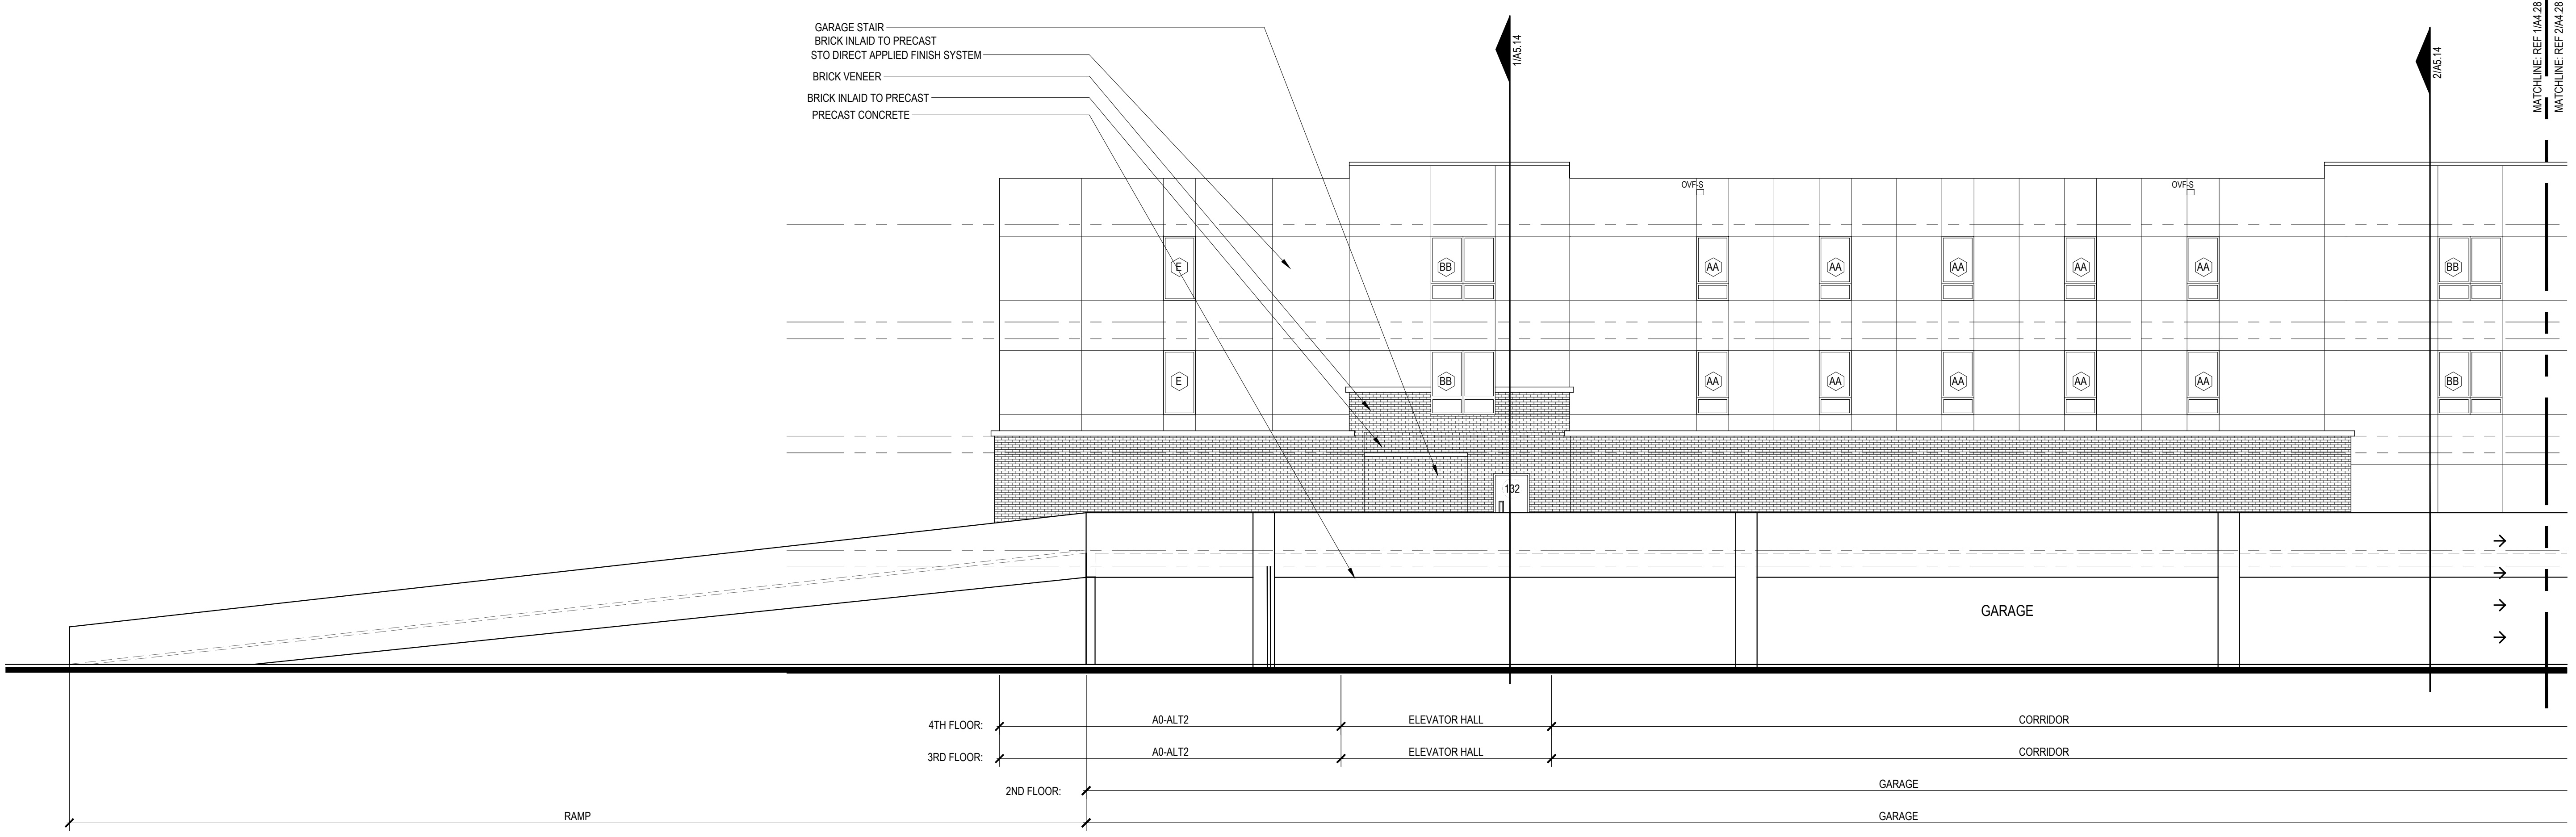 GARAGE STAIR
BRICK INLAID TO PRECAST
STO DIRECT APPLIED FINISH SYSTEM
BRICK VENEER
BRICK INLAID TO PRECAST
PRECAST CONCRETE
1/A5.14
2/A5.14
MATCHLINE: REF 1/A4.28
MATCHLINE: REF 2/A4.28
OVF-S
OVF-S
E
BB
AA
AA
AA
AA
AA
BB
E
BB
AA
AA
AA
AA
AA
BB
132
GARAGE
4TH FLOOR:
A0-ALT2
ELEVATOR HALL
CORRIDOR
3RD FLOOR:
A0-ALT2
ELEVATOR HALL
CORRIDOR
2ND FLOOR:
GARAGE
RAMP
GARAGE